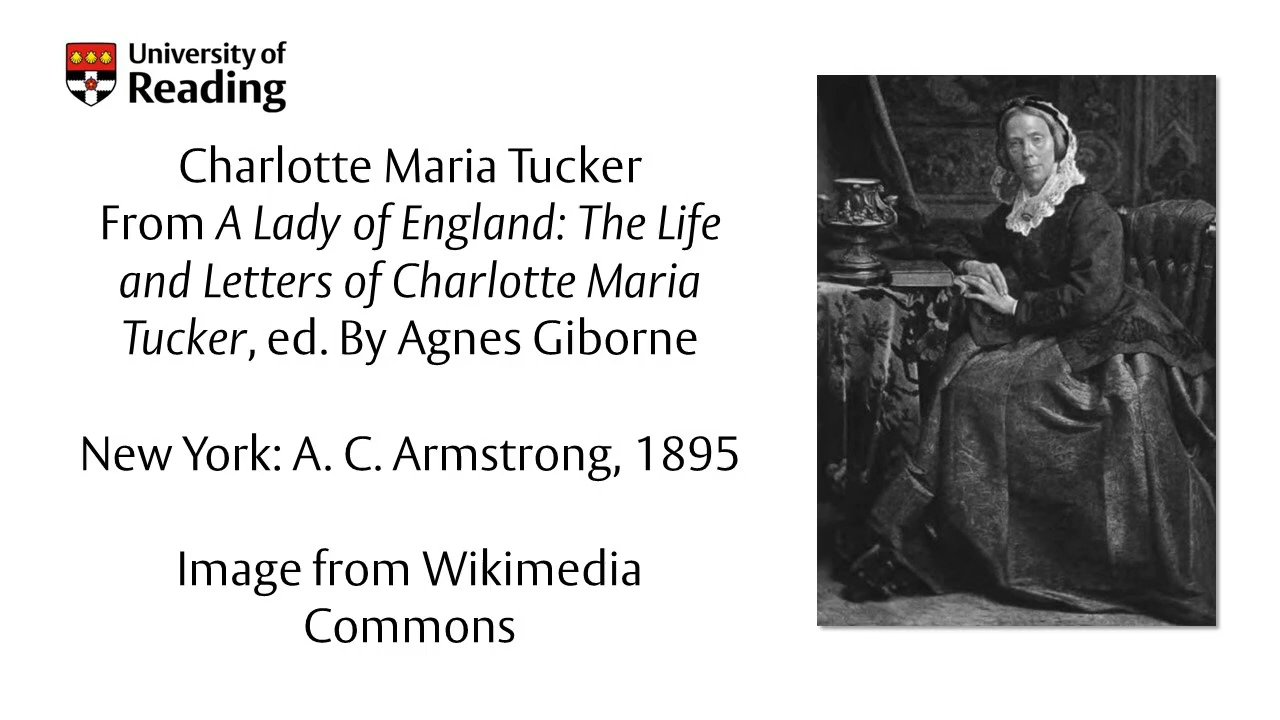 University of
Reading
Charlotte Maria Tucker
From A Lady of England: The Life
and Letters of Charlotte Maria
Tucker, ed. By Agnes Giborne
New York: A. C. Armstrong, 1895
Image from Wikimedia
Commons